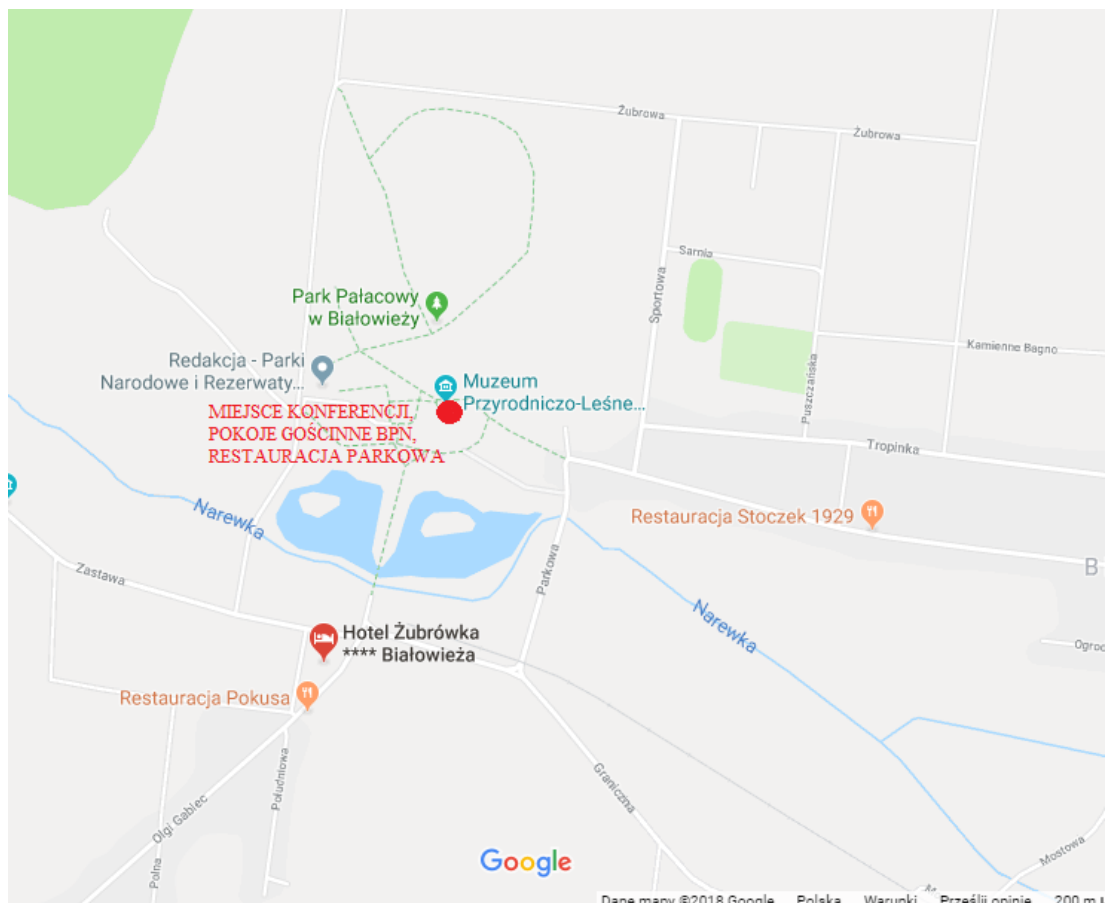 Żubrowa
Żubrowa
Sarnia
Sportowa
Park Pałacowy
w Białowieży
Kamienne Bagno
Puszczańska
Redakcja - Parki
Narodowe i Rezerwaty...
Muzeum
Przyrodniczo-Leśne...
MIEJSCE KONFERENCJI,
POKOJE GOŚCINNE BPN,
RESTAURACJA PARKOWA
Tropinka
Narewka
Restauracja Stoczek 1929
Parkowa
B
Zastawa
Narewka
Hotel Żubrówka
**** Białowieża
Ogrod
Restauracja Pokusa
Południowa
Graniczna
Olgi Gabiec
Polna
Mostowa
Google
Dane mapy ©2018 Google Polska Warunki Prześlij opinię 200 m